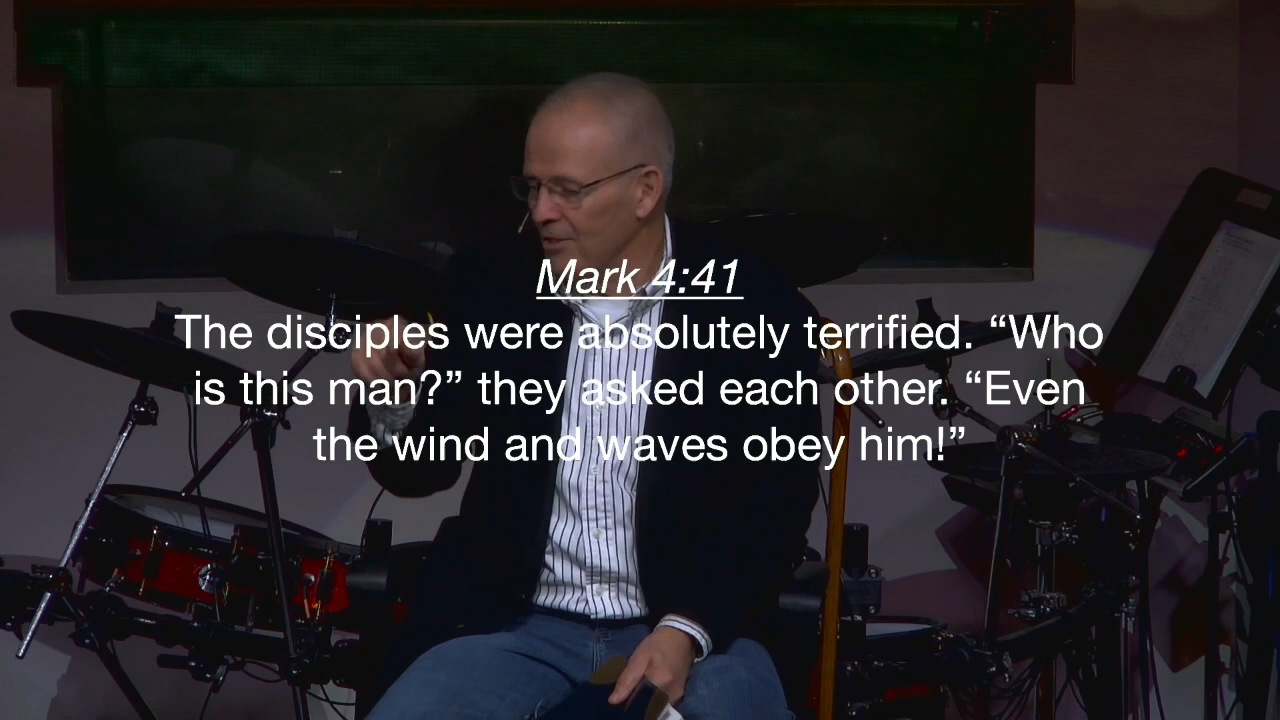 Mark 4:41
The disciples were absolutely terrified. “Who
is this man?” they asked each other. “Even
the wind and waves obey him!”